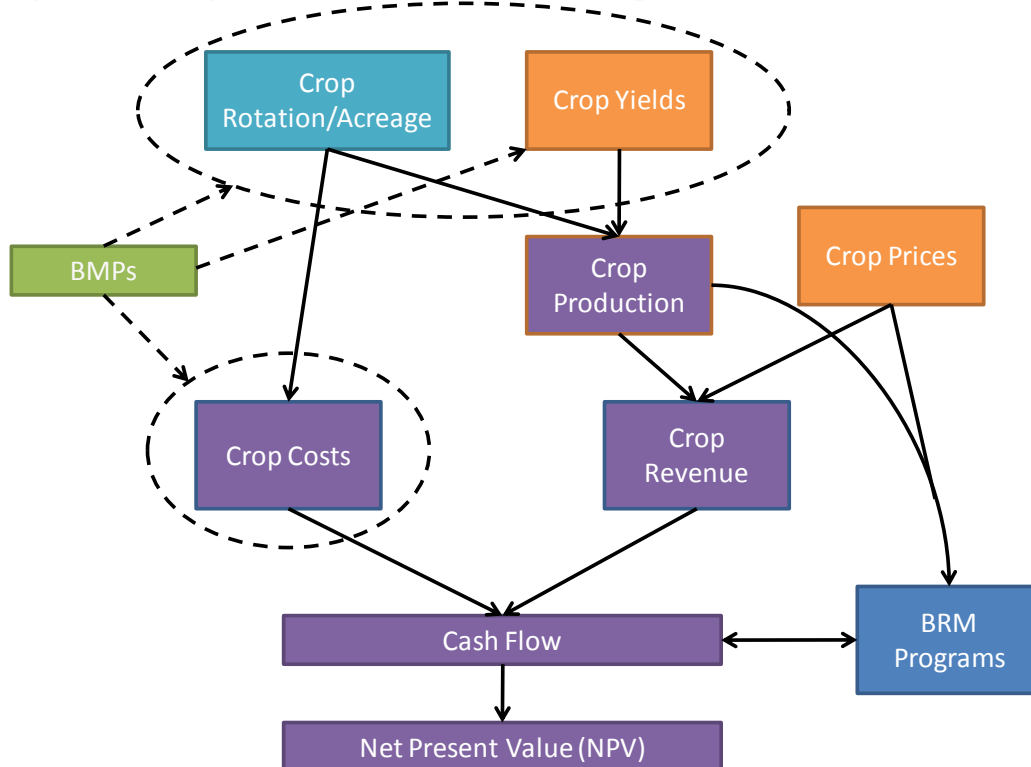 Crop
Rotation/Acreage
Crop Yields
BMPs
Crop
Production
Crop Prices
Crop Costs
Crop
Revenue
Cash Flow
BRM
Programs
Net Present Value (NPV)